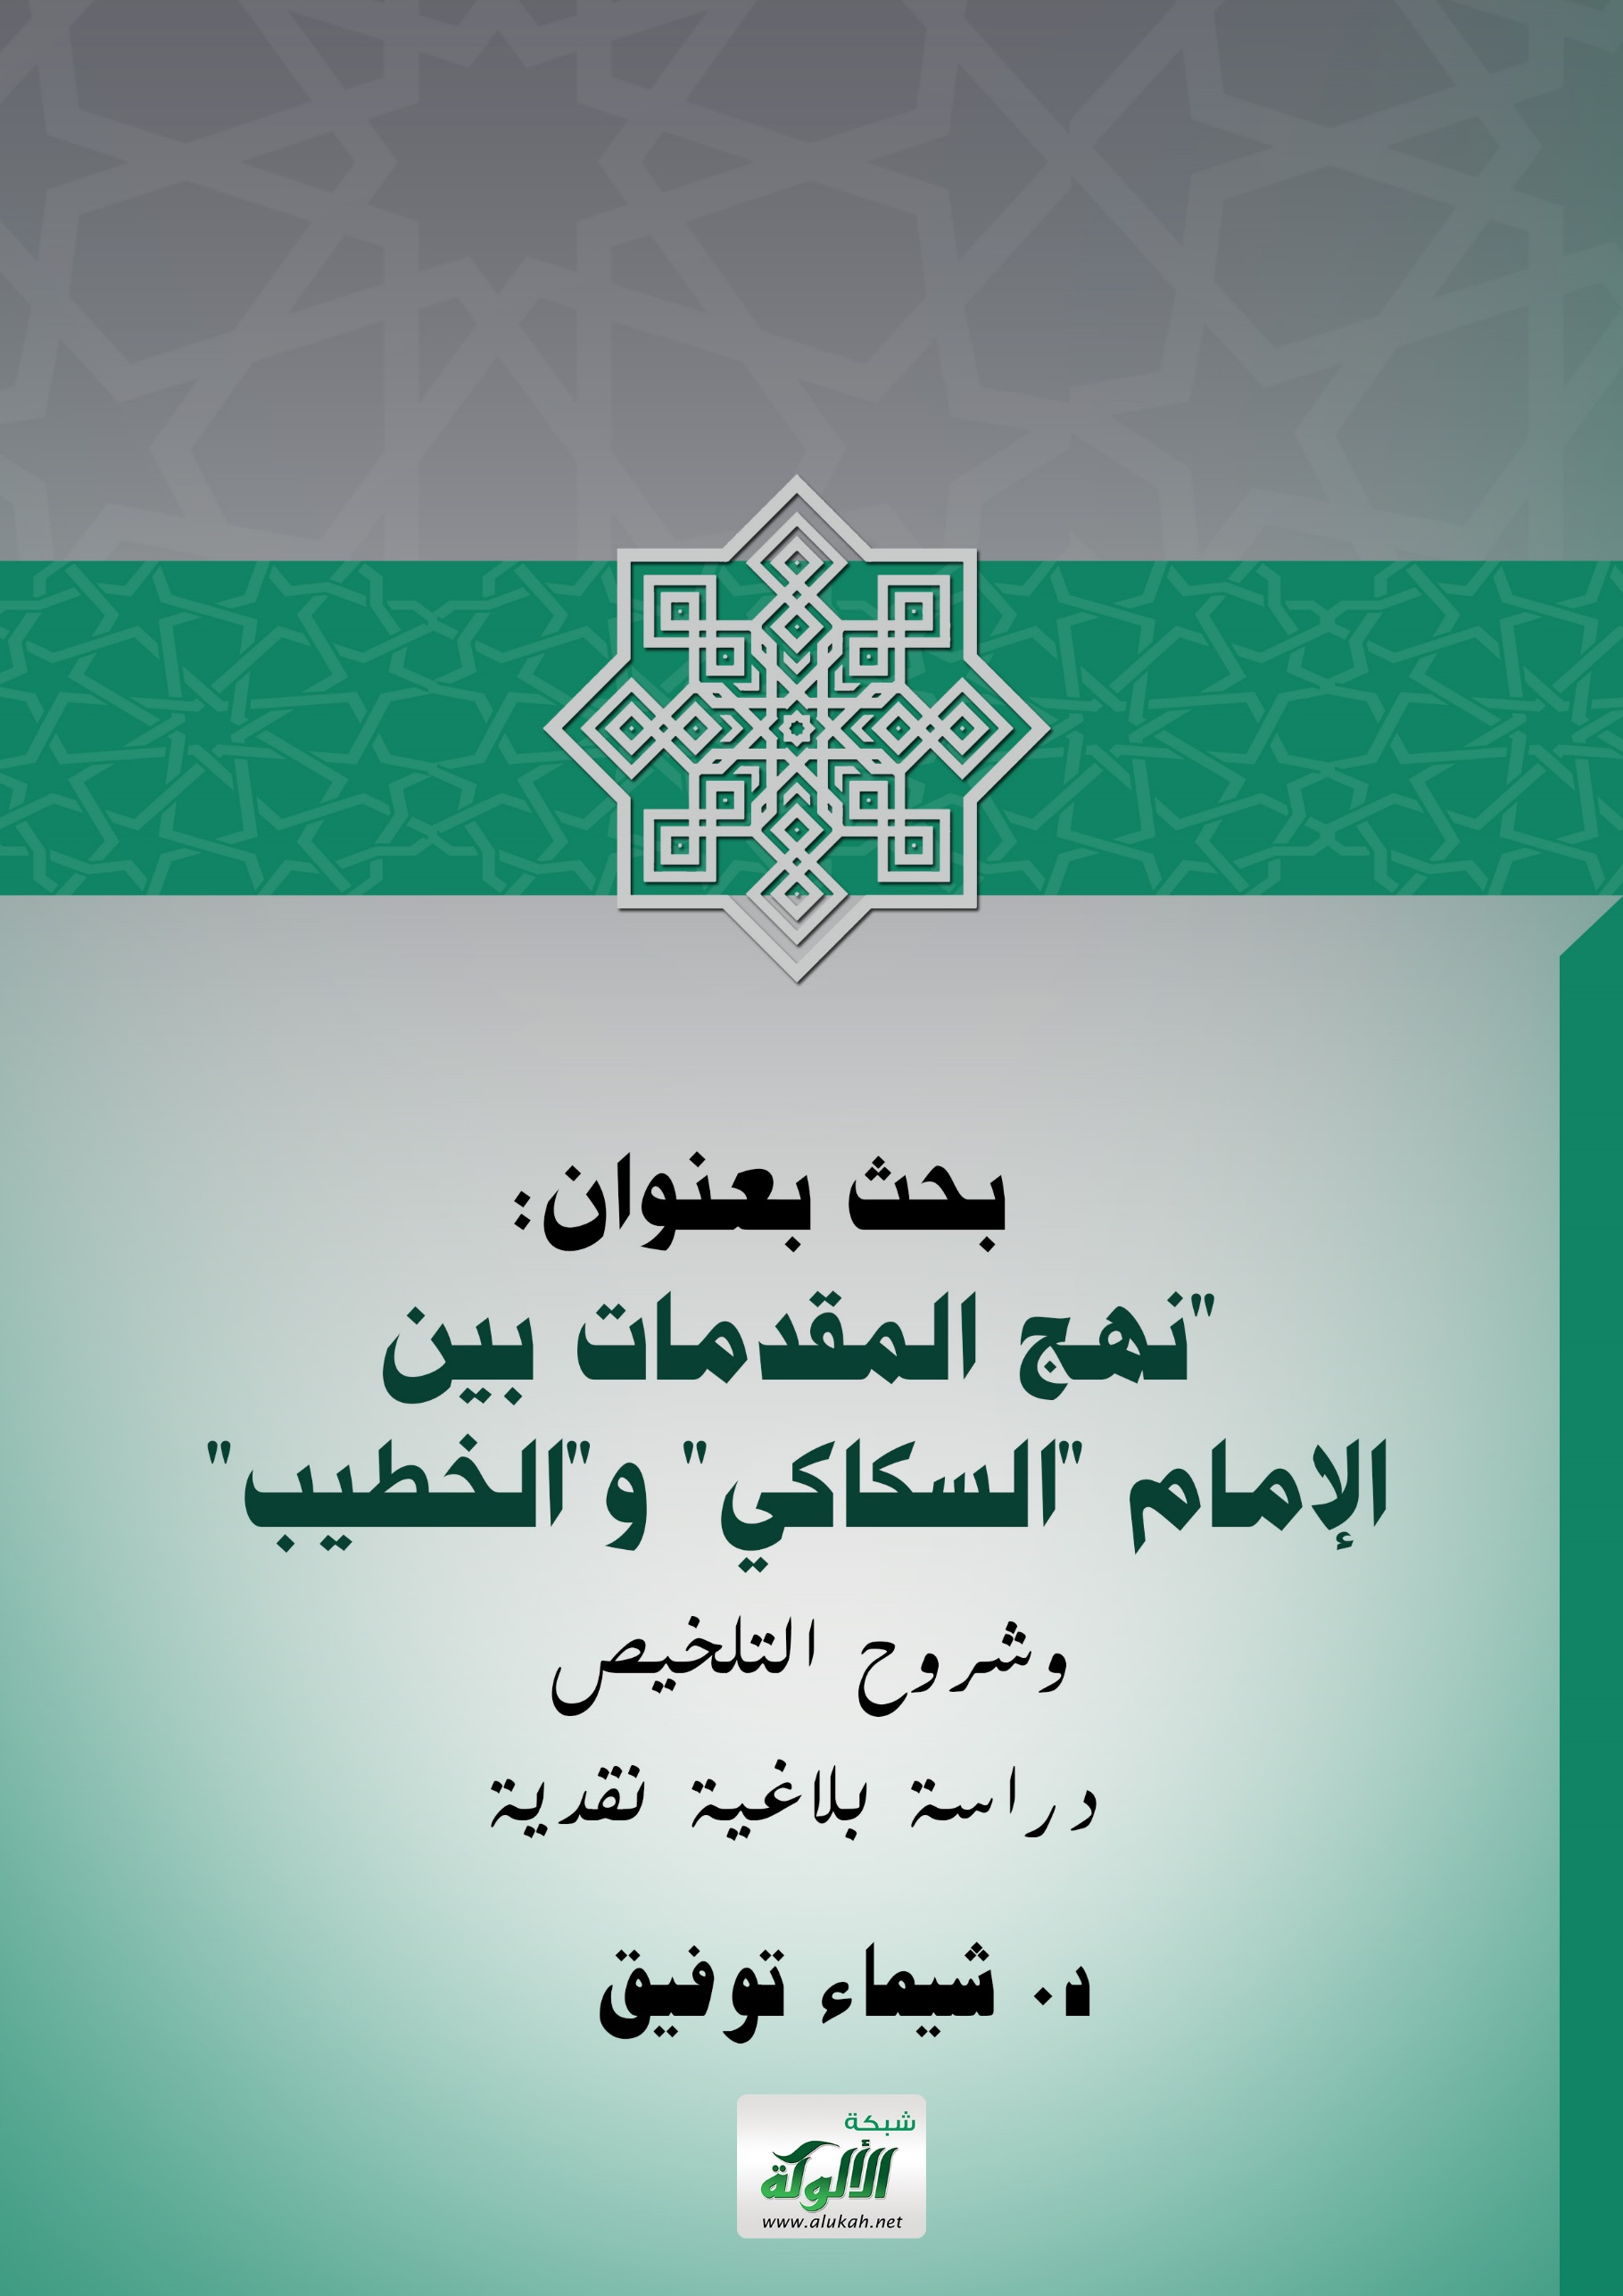 بحث بعنوان:
"نهج المقدمات بين
الإمام "السكاكي" و"الخطيب"
وشروح التلخيص
دراسة بلاغية نقدية
د. شيماء توفيق
شبكة
الألوكة
www.alukah.net